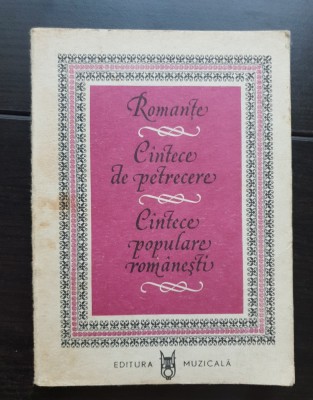 Romanțe
Cîntece
de petrecere
Cîntece
populare
românești
EDITURA MUZICALĂ